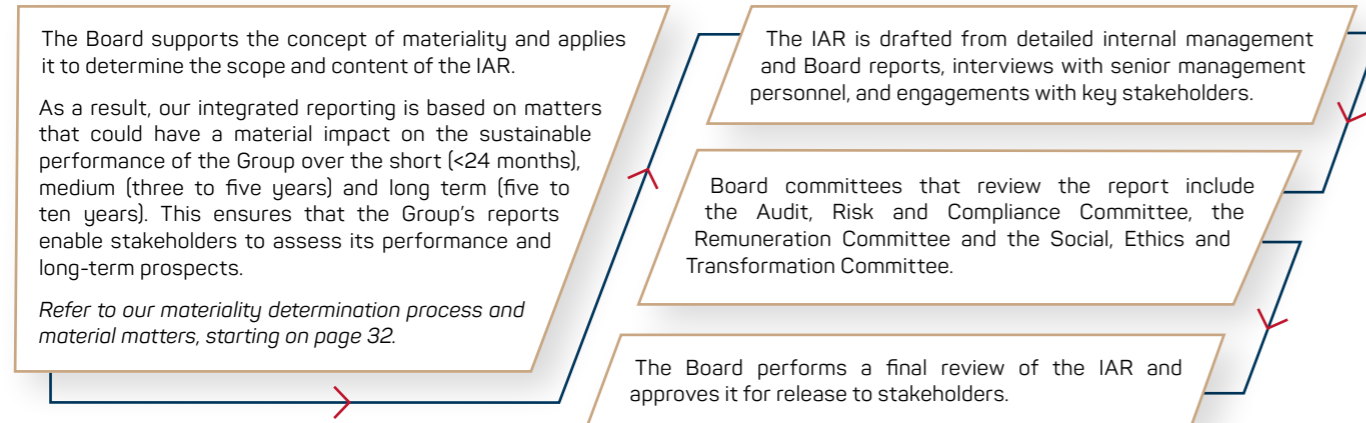 The Board supports the concept of materiality and applies
it to determine the scope and content of the IAR.
As a result, our integrated reporting is based on matters
that could have a material impact on the sustainable
performance of the Group over the short (<24 months),
medium (three to five years) and long term (five to
ten years). This ensures that the Group's reports
enable stakeholders to assess its performance and
long-term prospects.
Refer to our materiality determination process and
material matters, starting on page 32.
The IAR is drafted from detailed internal management
and Board reports, interviews with senior management
personnel, and engagements with key stakeholders.
Board committees that review the report include
the Audit, Risk and Compliance Committee, the
Remuneration Committee and the Social, Ethics and
Transformation Committee.
The Board performs a final review of the IAR and
approves it for release to stakeholders.